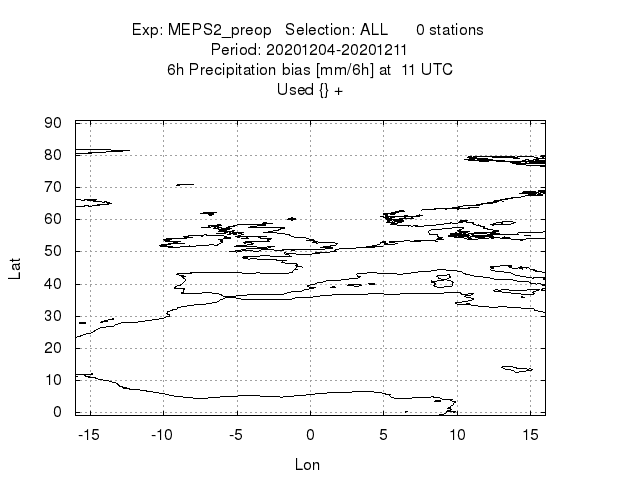 Exp: MEPS2_preop   Selection: ALL      0 stations
Period: 20201204-20201211
6h Precipitation bias [mm/6h] at  11 UTC
Used {} +
90
80
70
60
50
40
30
20
10
0
Lat
-15 -10 -5 0 5 10 15
Lon